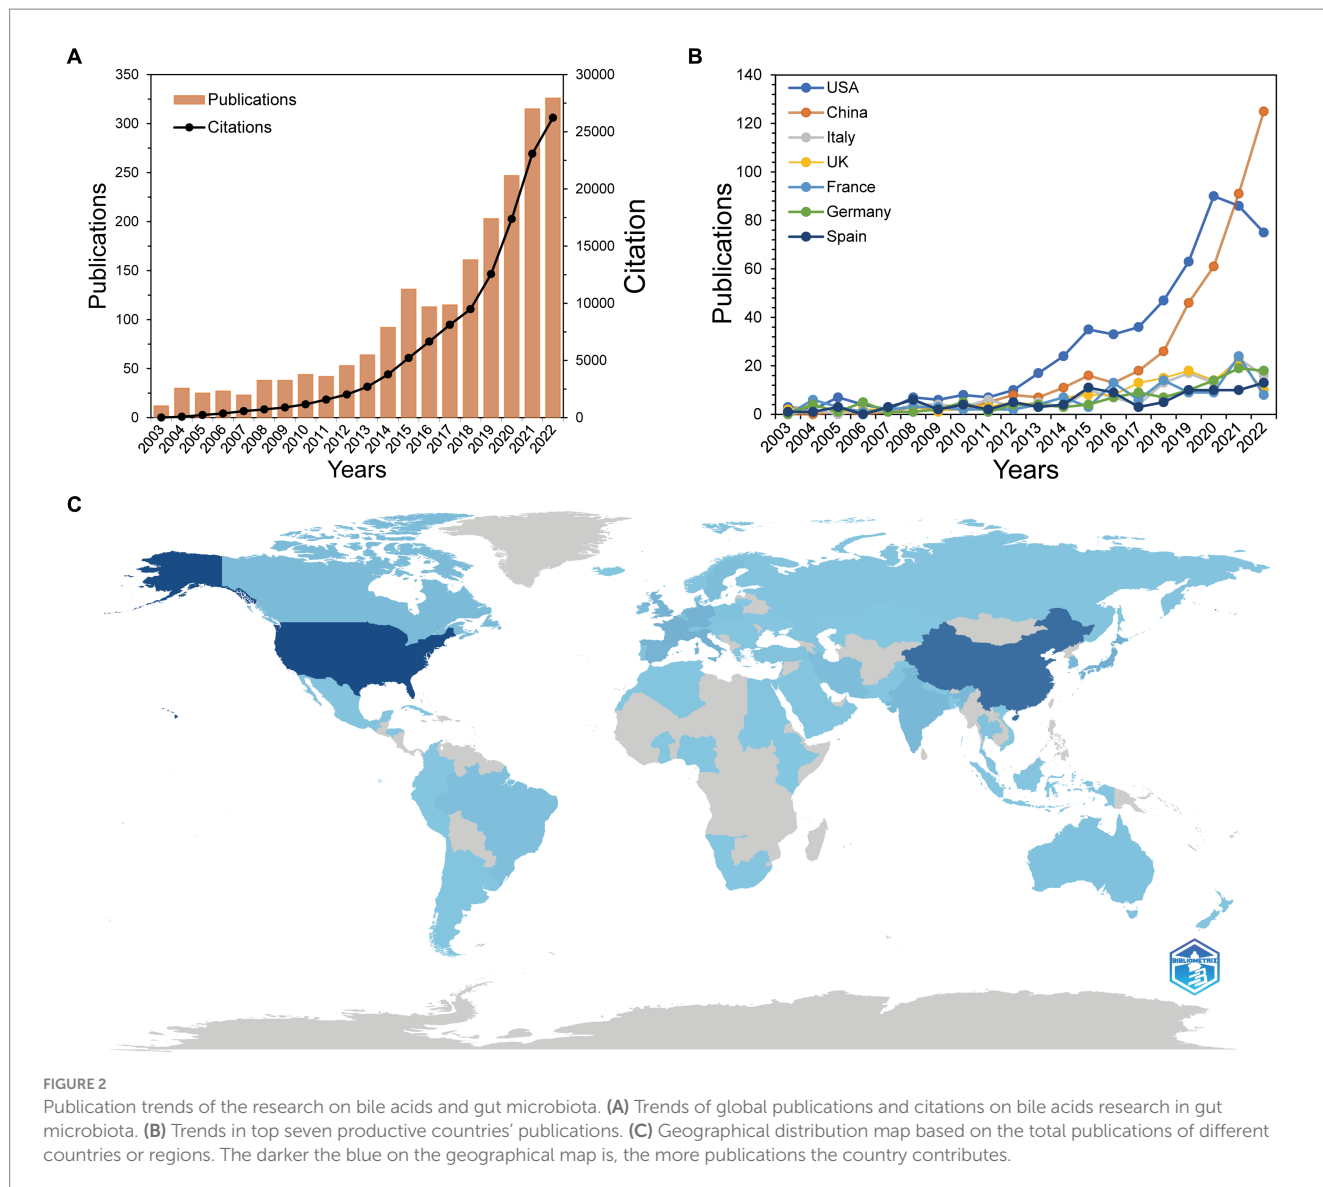 A
350
300
250
200
150
100
50
0
Publications
Publications
Citations
30000
25000
20000
15000
10000
5000
0
Citation
2003 2004 2005 2006 2007 2008 2009 2010 2011 2012 2013 2014 2015 2016 2017 2018 2019 2020 2021 2022
Years
B
140
120
100
80
60
40
20
0
Publications
USA
China
Italy
UK
France
Germany
Spain
2003 2004 2005 2006 2007 2008 2009 2010 2011 2012 2013 2014 2015 2016 2017 2018 2019 2020 2021 2022
Years
C
BIBLIOMETRIX
FIGURE 2
Publication trends of the research on bile acids and gut microbiota. (A) Trends of global publications and citations on bile acids research in gut
microbiota. (B) Trends in top seven productive countries’ publications. (C) Geographical distribution map based on the total publications of different
countries or regions. The darker the blue on the geographical map is, the more publications the country contributes.